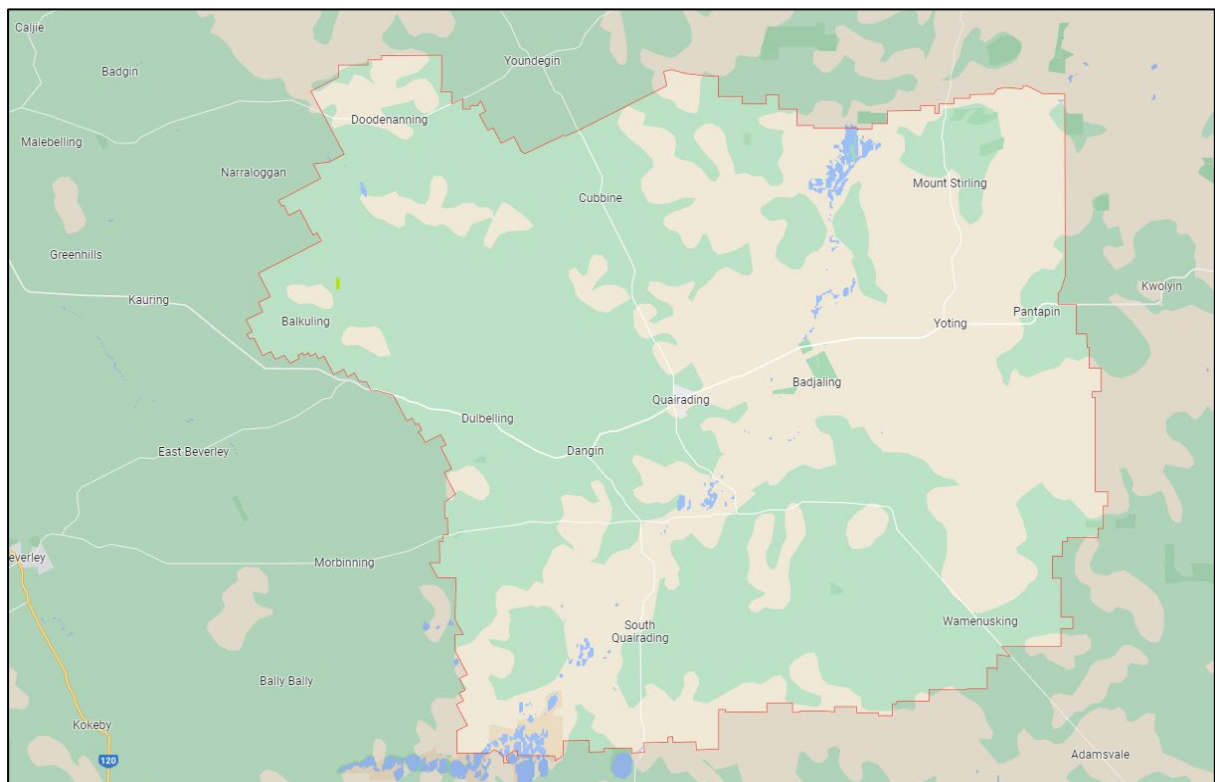 Caljie
Badgin
Youndegin
Doodenanning
Malebelling
Narraloggan
Mount Stirling
Cubbine
Greenhills
Kwolyin
Kauring
Pantapin
Balkuling
Yoting
Badjaling
Quairading
Dulbelling
Dangin
East Beverley
everley
Morbinning
Wamenusking
South
Quairading
Bally Bally
Kokeby
Adamsvale
120